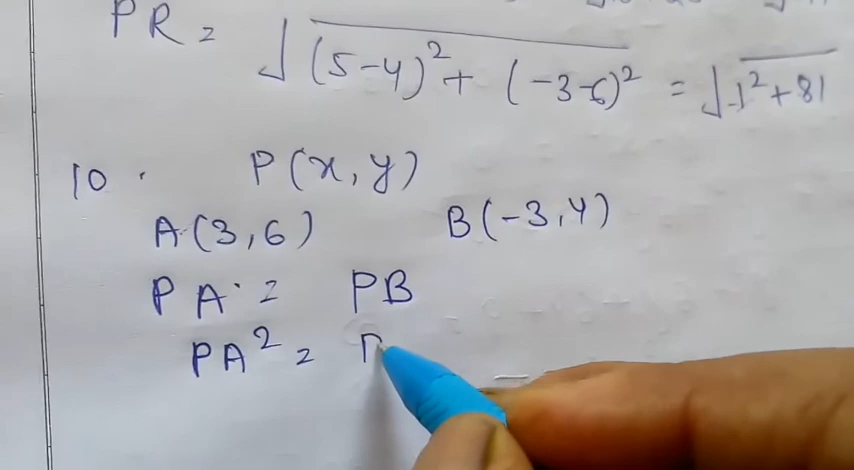 PR = √(5-4)² + (-3-6)² = √1² + 81
10. P(x, y)
A(3, 6) B(-3, 4)
PA = PB
PA² = P